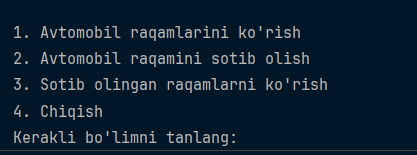 1. Avtomobil raqamlarini ko'rish
2. Avtomobil raqamini sotib olish
3. Sotib olingan raqamlarni ko'rish
4. Chiqish
Kerakli bo'limni tanlang: